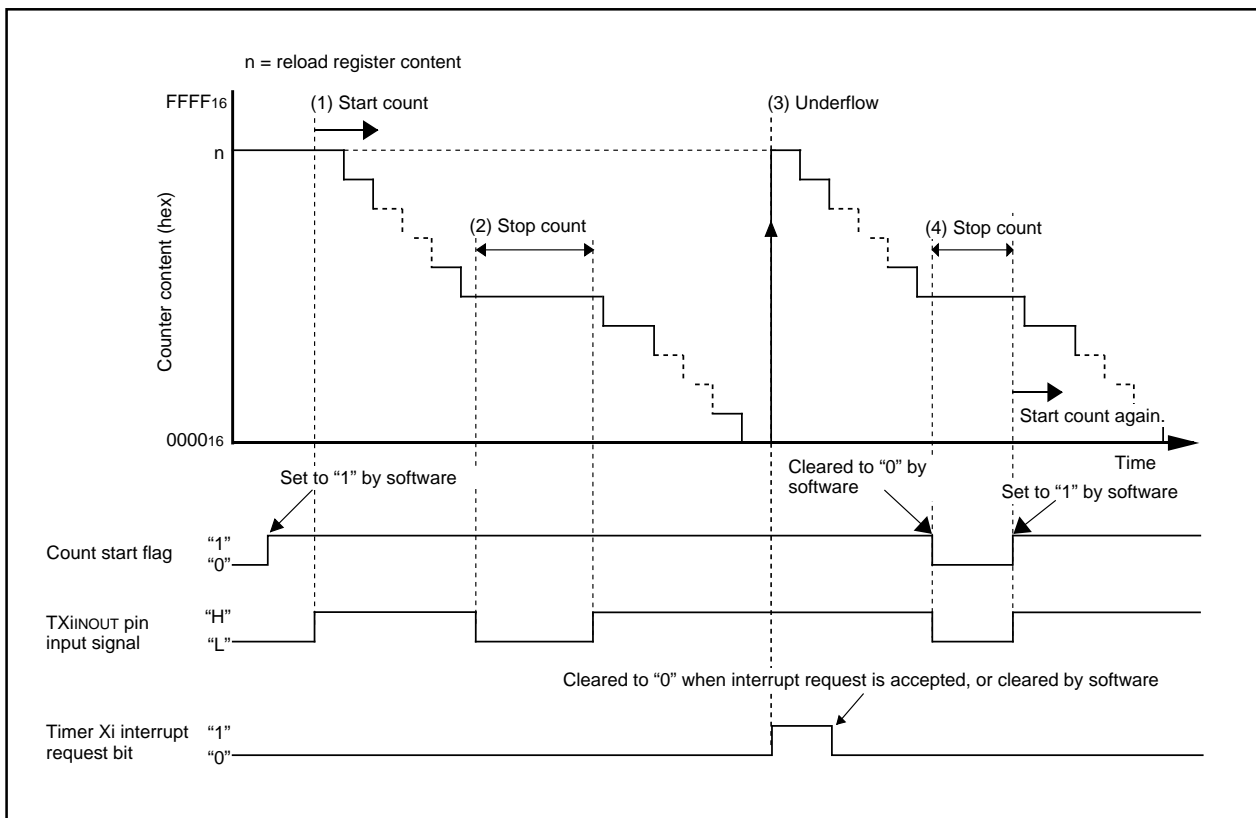 n = reload register content
FFFF16
(1) Start count
(3) Underflow
n
Counter content (hex)
(2) Stop count
(4) Stop count
Start count again.
000016
Time
Set to “1” by software
Cleared to “0” by
software
Set to “1” by software
Count start flag
“1”
“0”
TXiINOUT pin
input signal
“H”
“L”
Cleared to “0” when interrupt request is accepted, or cleared by software
Timer Xi interrupt
request bit
“1”
“0”